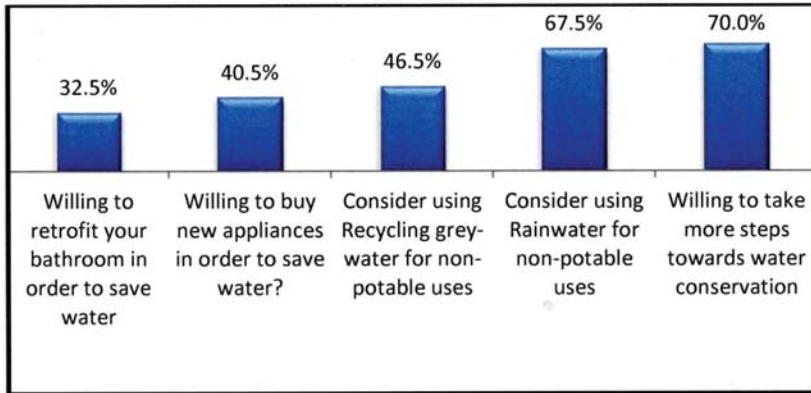 32.5%
40.5%
46.5%
67.5%
70.0%
Willing to
retrofit your
bathroom in
order to save
water
Willing to buy
new appliances
in order to save
water?
Consider using
Recycling grey-
water for non-
potable uses
Consider using
Rainwater for
non-potable
uses
Willing to take
more steps
towards water
conservation